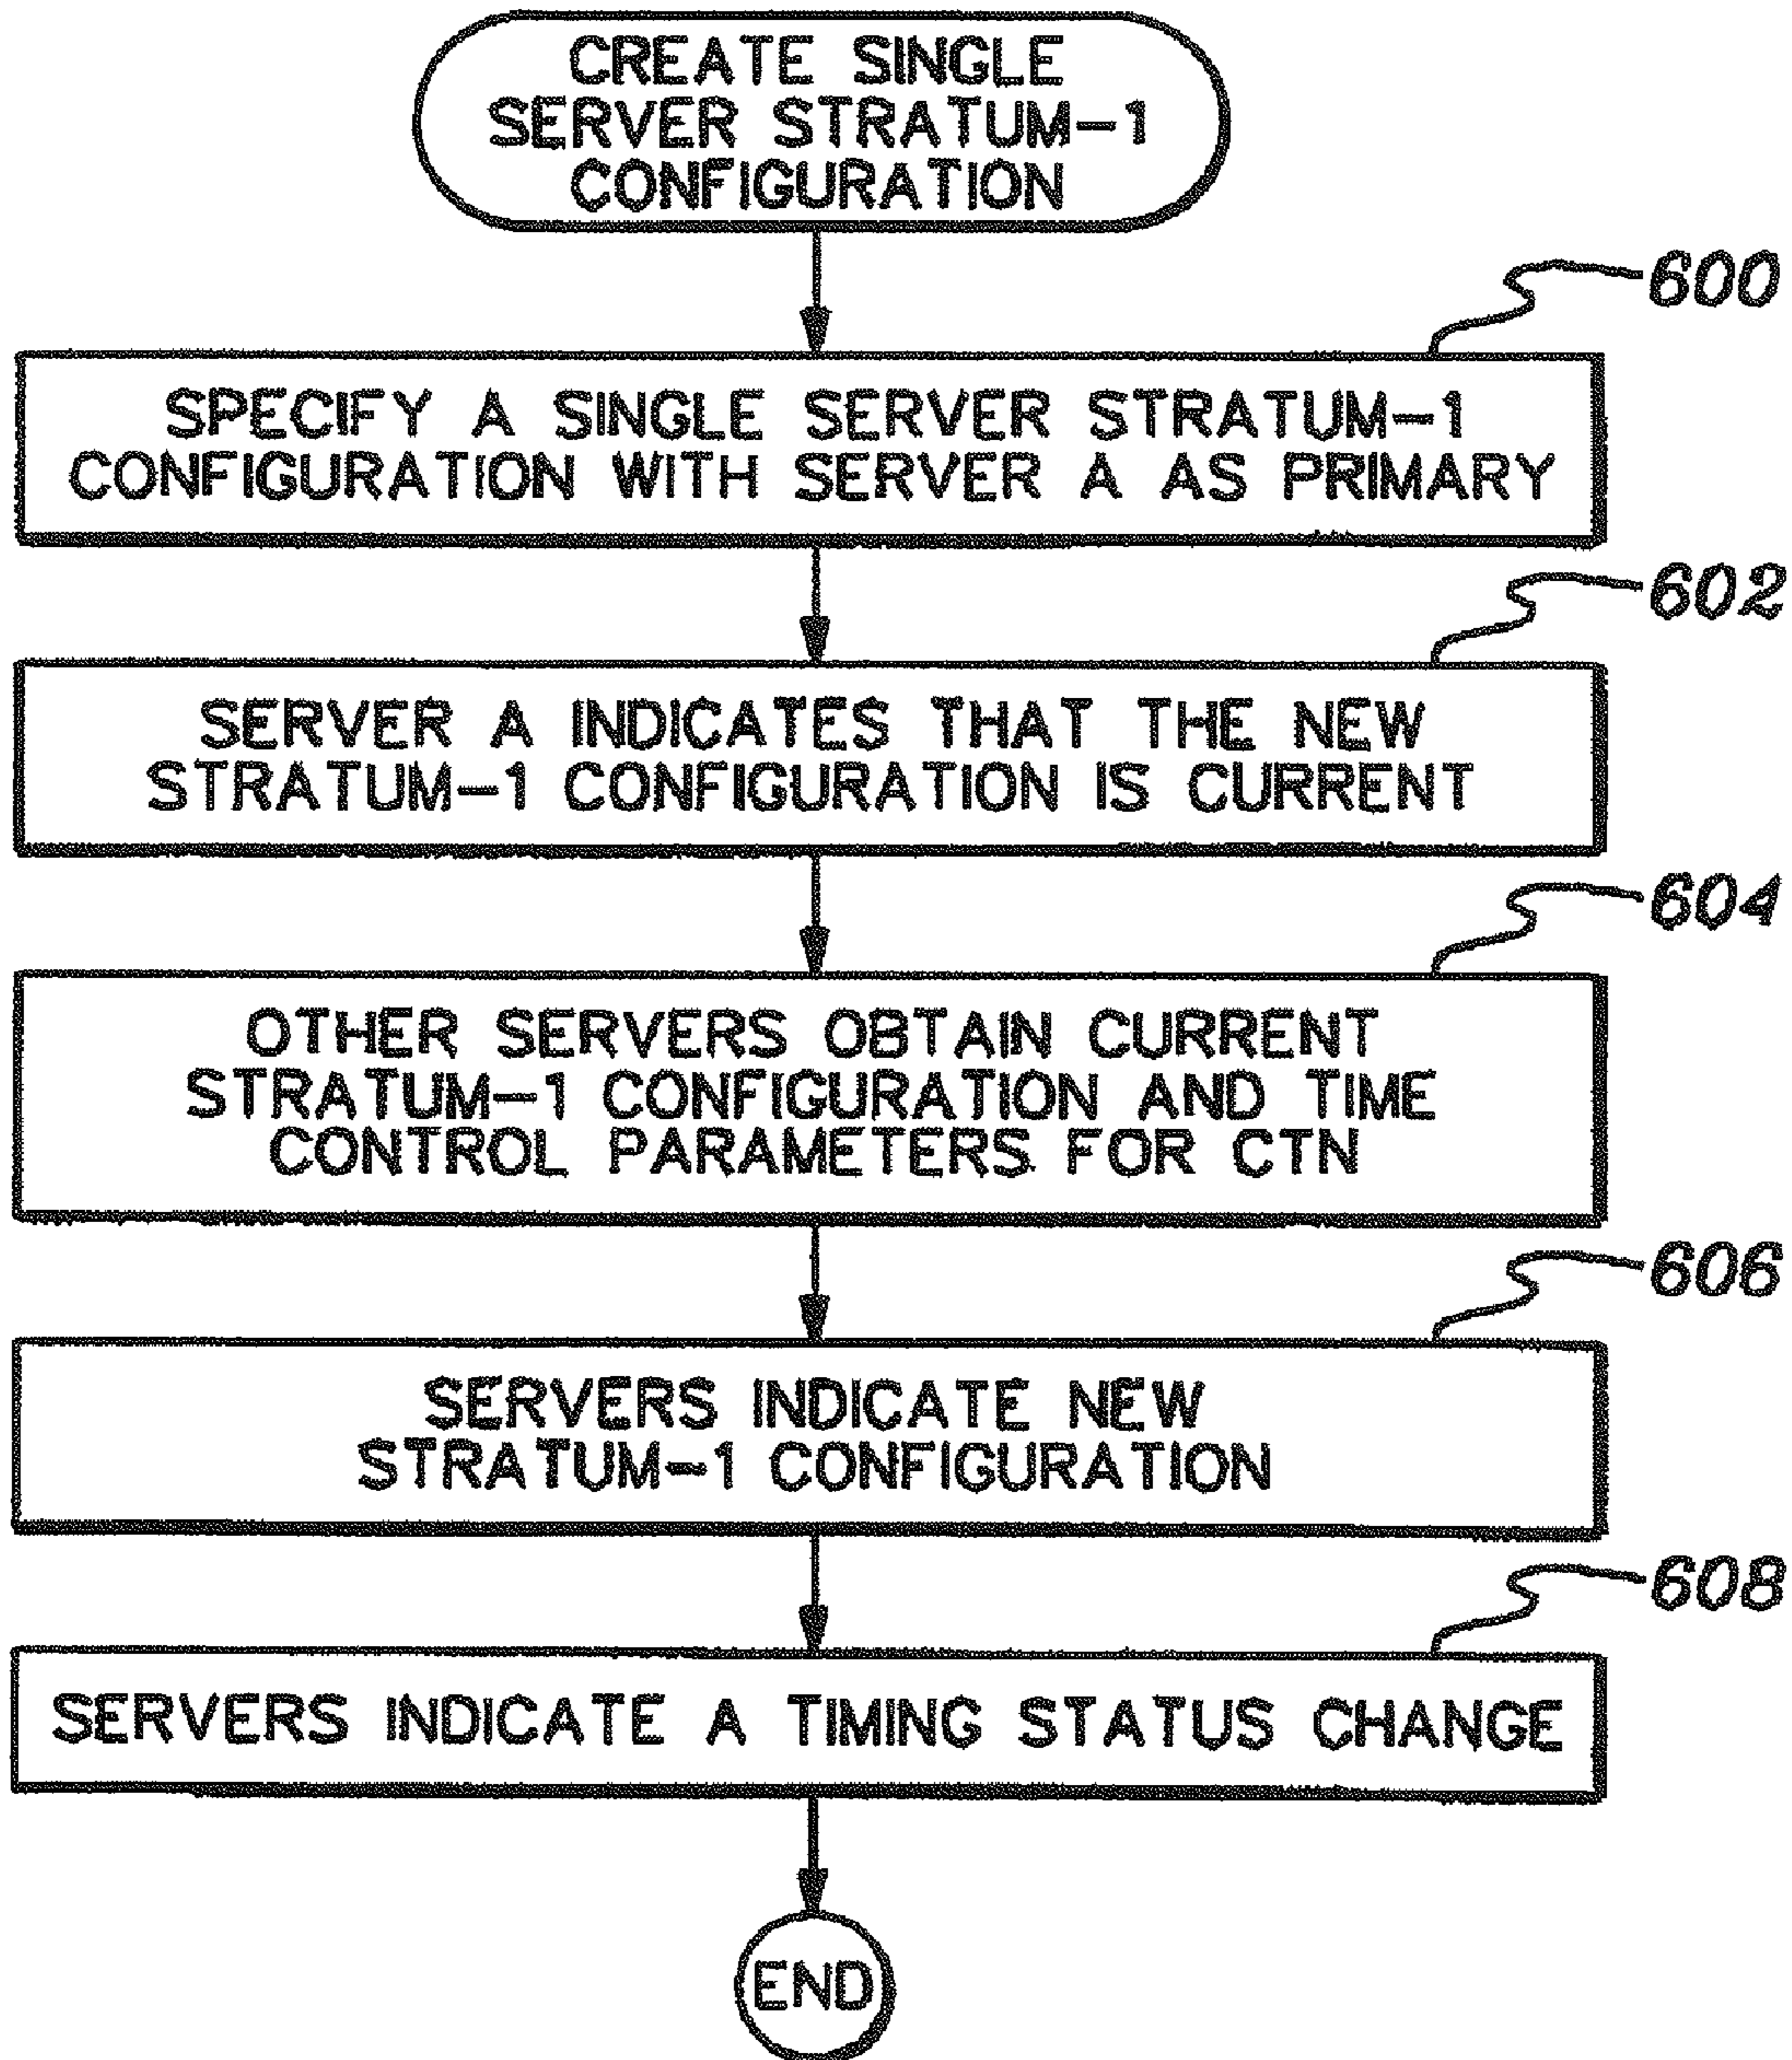 CREATE SINGLE
SERVER STRATUM-1
CONFIGURATION
600
SPECIFY A SINGLE SERVER STRATUM-1
CONFIGURATION WITH SERVER A AS PRIMARY
602
SERVER A INDICATES THAT THE NEW
STRATUM-1 CONFIGURATION IS CURRENT
604
OTHER SERVERS OBTAIN CURRENT
STRATUM-1 CONFIGURATION AND TIME
CONTROL PARAMETERS FOR CTN
606
SERVERS INDICATE NEW
STRATUM-1 CONFIGURATION
608
SERVERS INDICATE A TIMING STATUS CHANGE
END